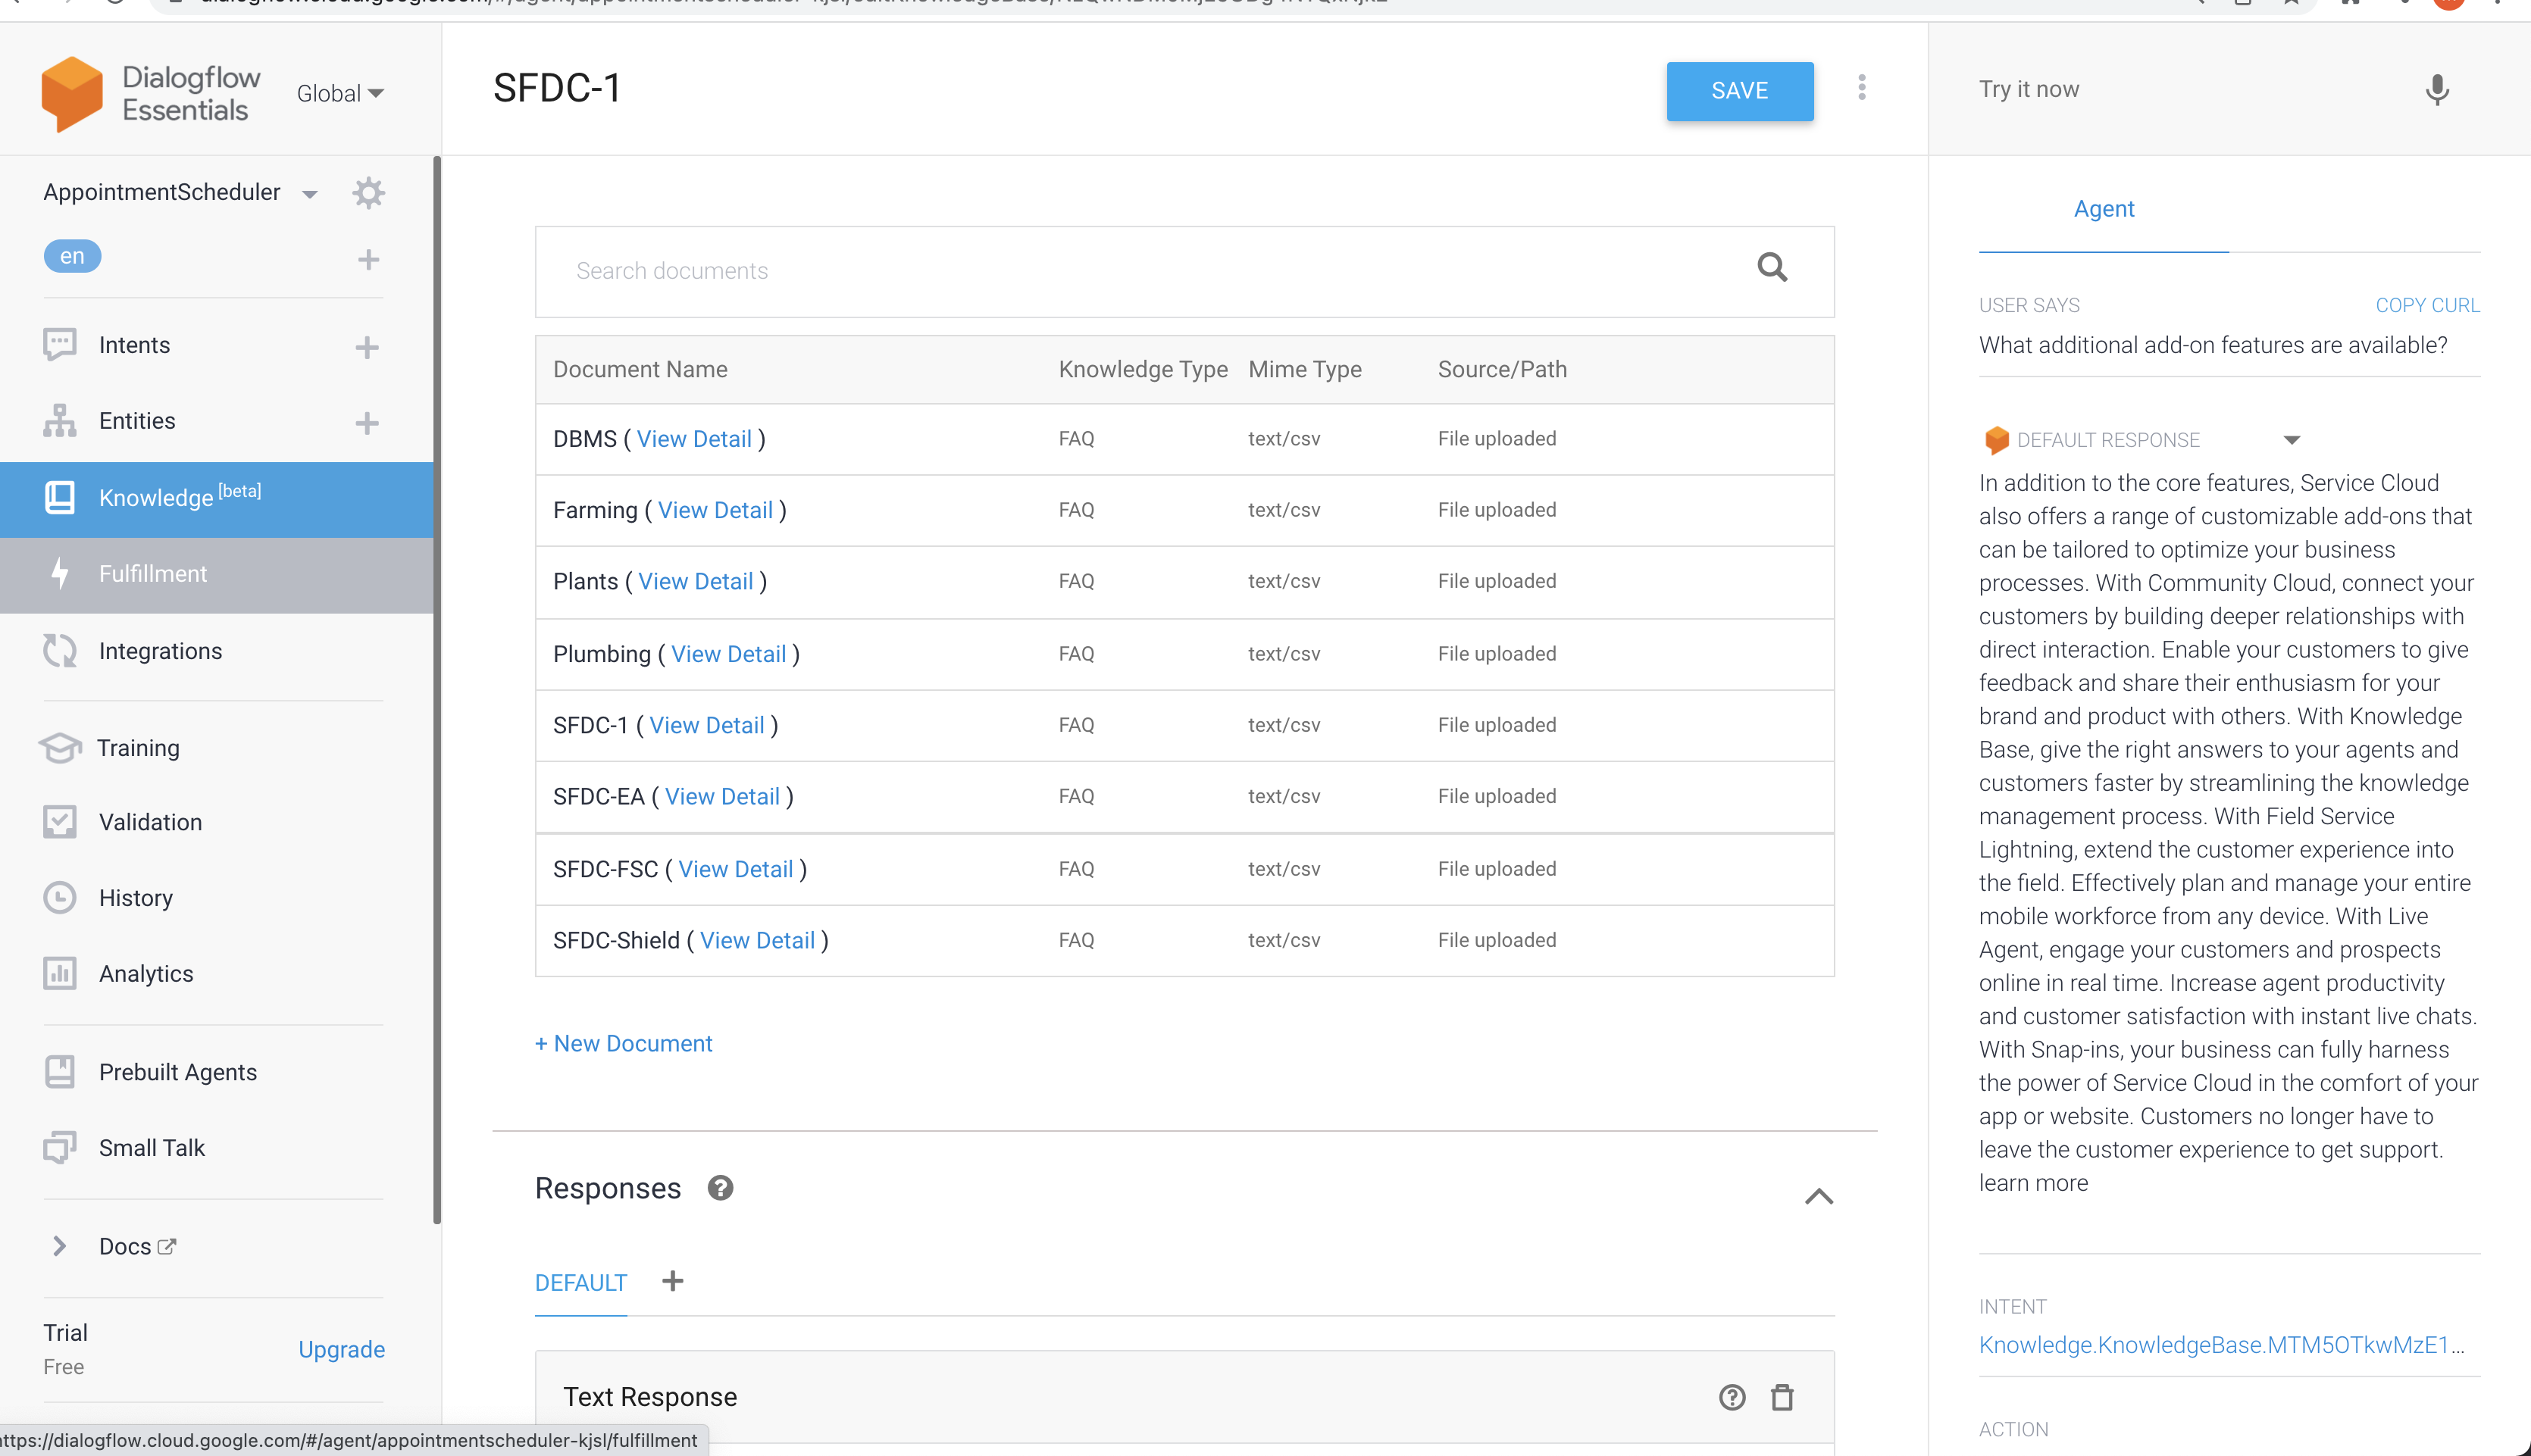 Dialogflow
Essentials
Global
SFDC-1
SAVE
Try it now
AppointmentScheduler
en
Intents
Entities
Knowledge [beta]
Fulfillment
Integrations
Training
Validation
History
Analytics
Prebuilt Agents
Small Talk
Docs
Trial
Free
Upgrade
https://dialogflow.cloud.google.com/#/agent/appointmentscheduler-kjsl/fulfillment
Search documents
Document Name Knowledge Type Mime Type Source/Path
DBMS ( View Detail ) FAQ text/csv File uploaded
Farming ( View Detail ) FAQ text/csv File uploaded
Plants ( View Detail ) FAQ text/csv File uploaded
Plumbing ( View Detail ) FAQ text/csv File uploaded
SFDC-1 ( View Detail ) FAQ text/csv File uploaded
SFDC-EA ( View Detail ) FAQ text/csv File uploaded
SFDC-FSC ( View Detail ) FAQ text/csv File uploaded
SFDC-Shield ( View Detail ) FAQ text/csv File uploaded
+ New Document
Responses
DEFAULT
Text Response
Agent
USER SAYS COPY CURL
What additional add-on features are available?
DEFAULT RESPONSE
In addition to the core features, Service Cloud
also offers a range of customizable add-ons that
can be tailored to optimize your business
processes. With Community Cloud, connect your
customers by building deeper relationships with
direct interaction. Enable your customers to give
feedback and share their enthusiasm for your
brand and product with others. With Knowledge
Base, give the right answers to your agents and
customers faster by streamlining the knowledge
management process. With Field Service
Lightning, extend the customer experience into
the field. Effectively plan and manage your entire
mobile workforce from any device. With Live
Agent, engage your customers and prospects
online in real time. Increase agent productivity
and customer satisfaction with instant live chats.
With Snap-ins, your business can fully harness
the power of Service Cloud in the comfort of your
app or website. Customers no longer have to
leave the customer experience to get support.
learn more
INTENT
Knowledge.KnowledgeBase.MTM5OTkwMzE1...
ACTION